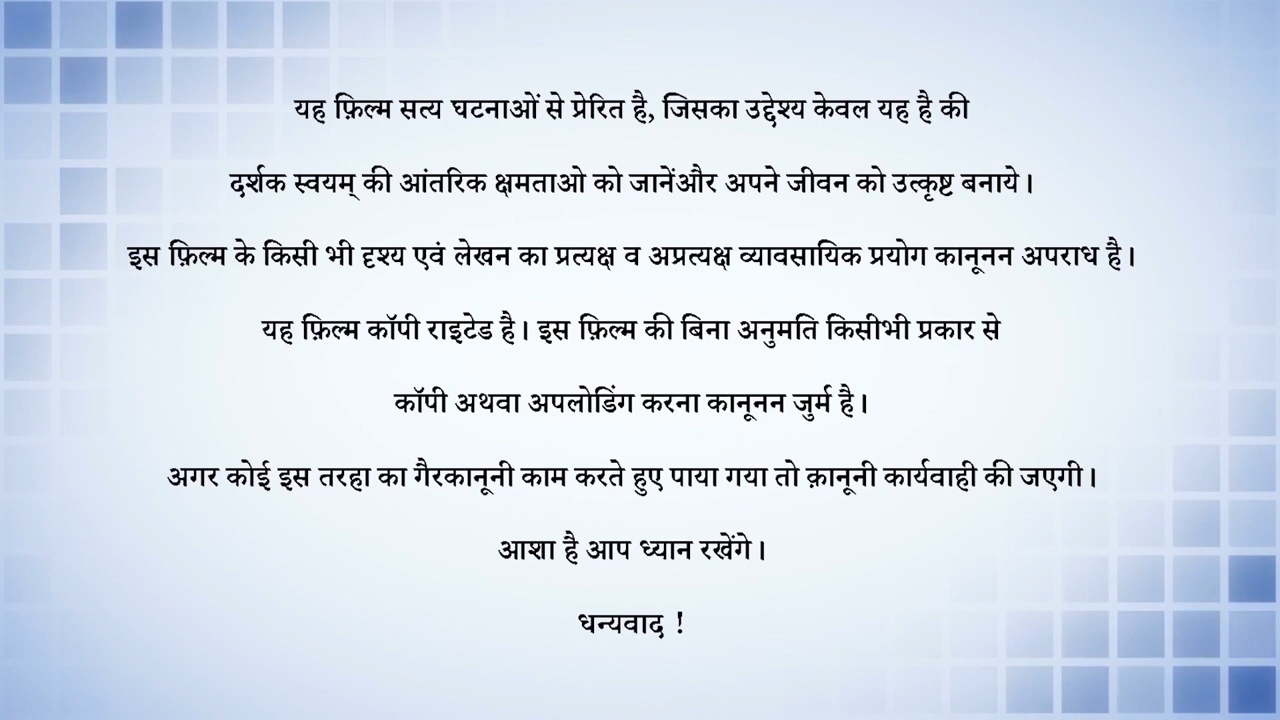 यह फ़िल्म सत्य घटनाओं से प्रेरित है, जिसका उद्देश्य केवल यह है की
दर्शक स्वयम् की आंतरिक क्षमताओ को जानेंऔर अपने जीवन को उत्कृष्ट बनाये।
इस फ़िल्म के किसी भी दृश्य एवं लेखन का प्रत्यक्ष व अप्रत्यक्ष व्यावसायिक प्रयोग कानूनन अपराध है।
यह फ़िल्म कॉपी राइटेड है। इस फ़िल्म की बिना अनुमति किसीभी प्रकार से
कॉपी अथवा अपलोडिंग करना कानूनन जुर्म है।
अगर कोई इस तरहा का गैरकानूनी काम करते हुए पाया गया तो क़ानूनी कार्यवाही की जएगी।
आशा है आप ध्यान रखेंगे।
धन्यवाद !